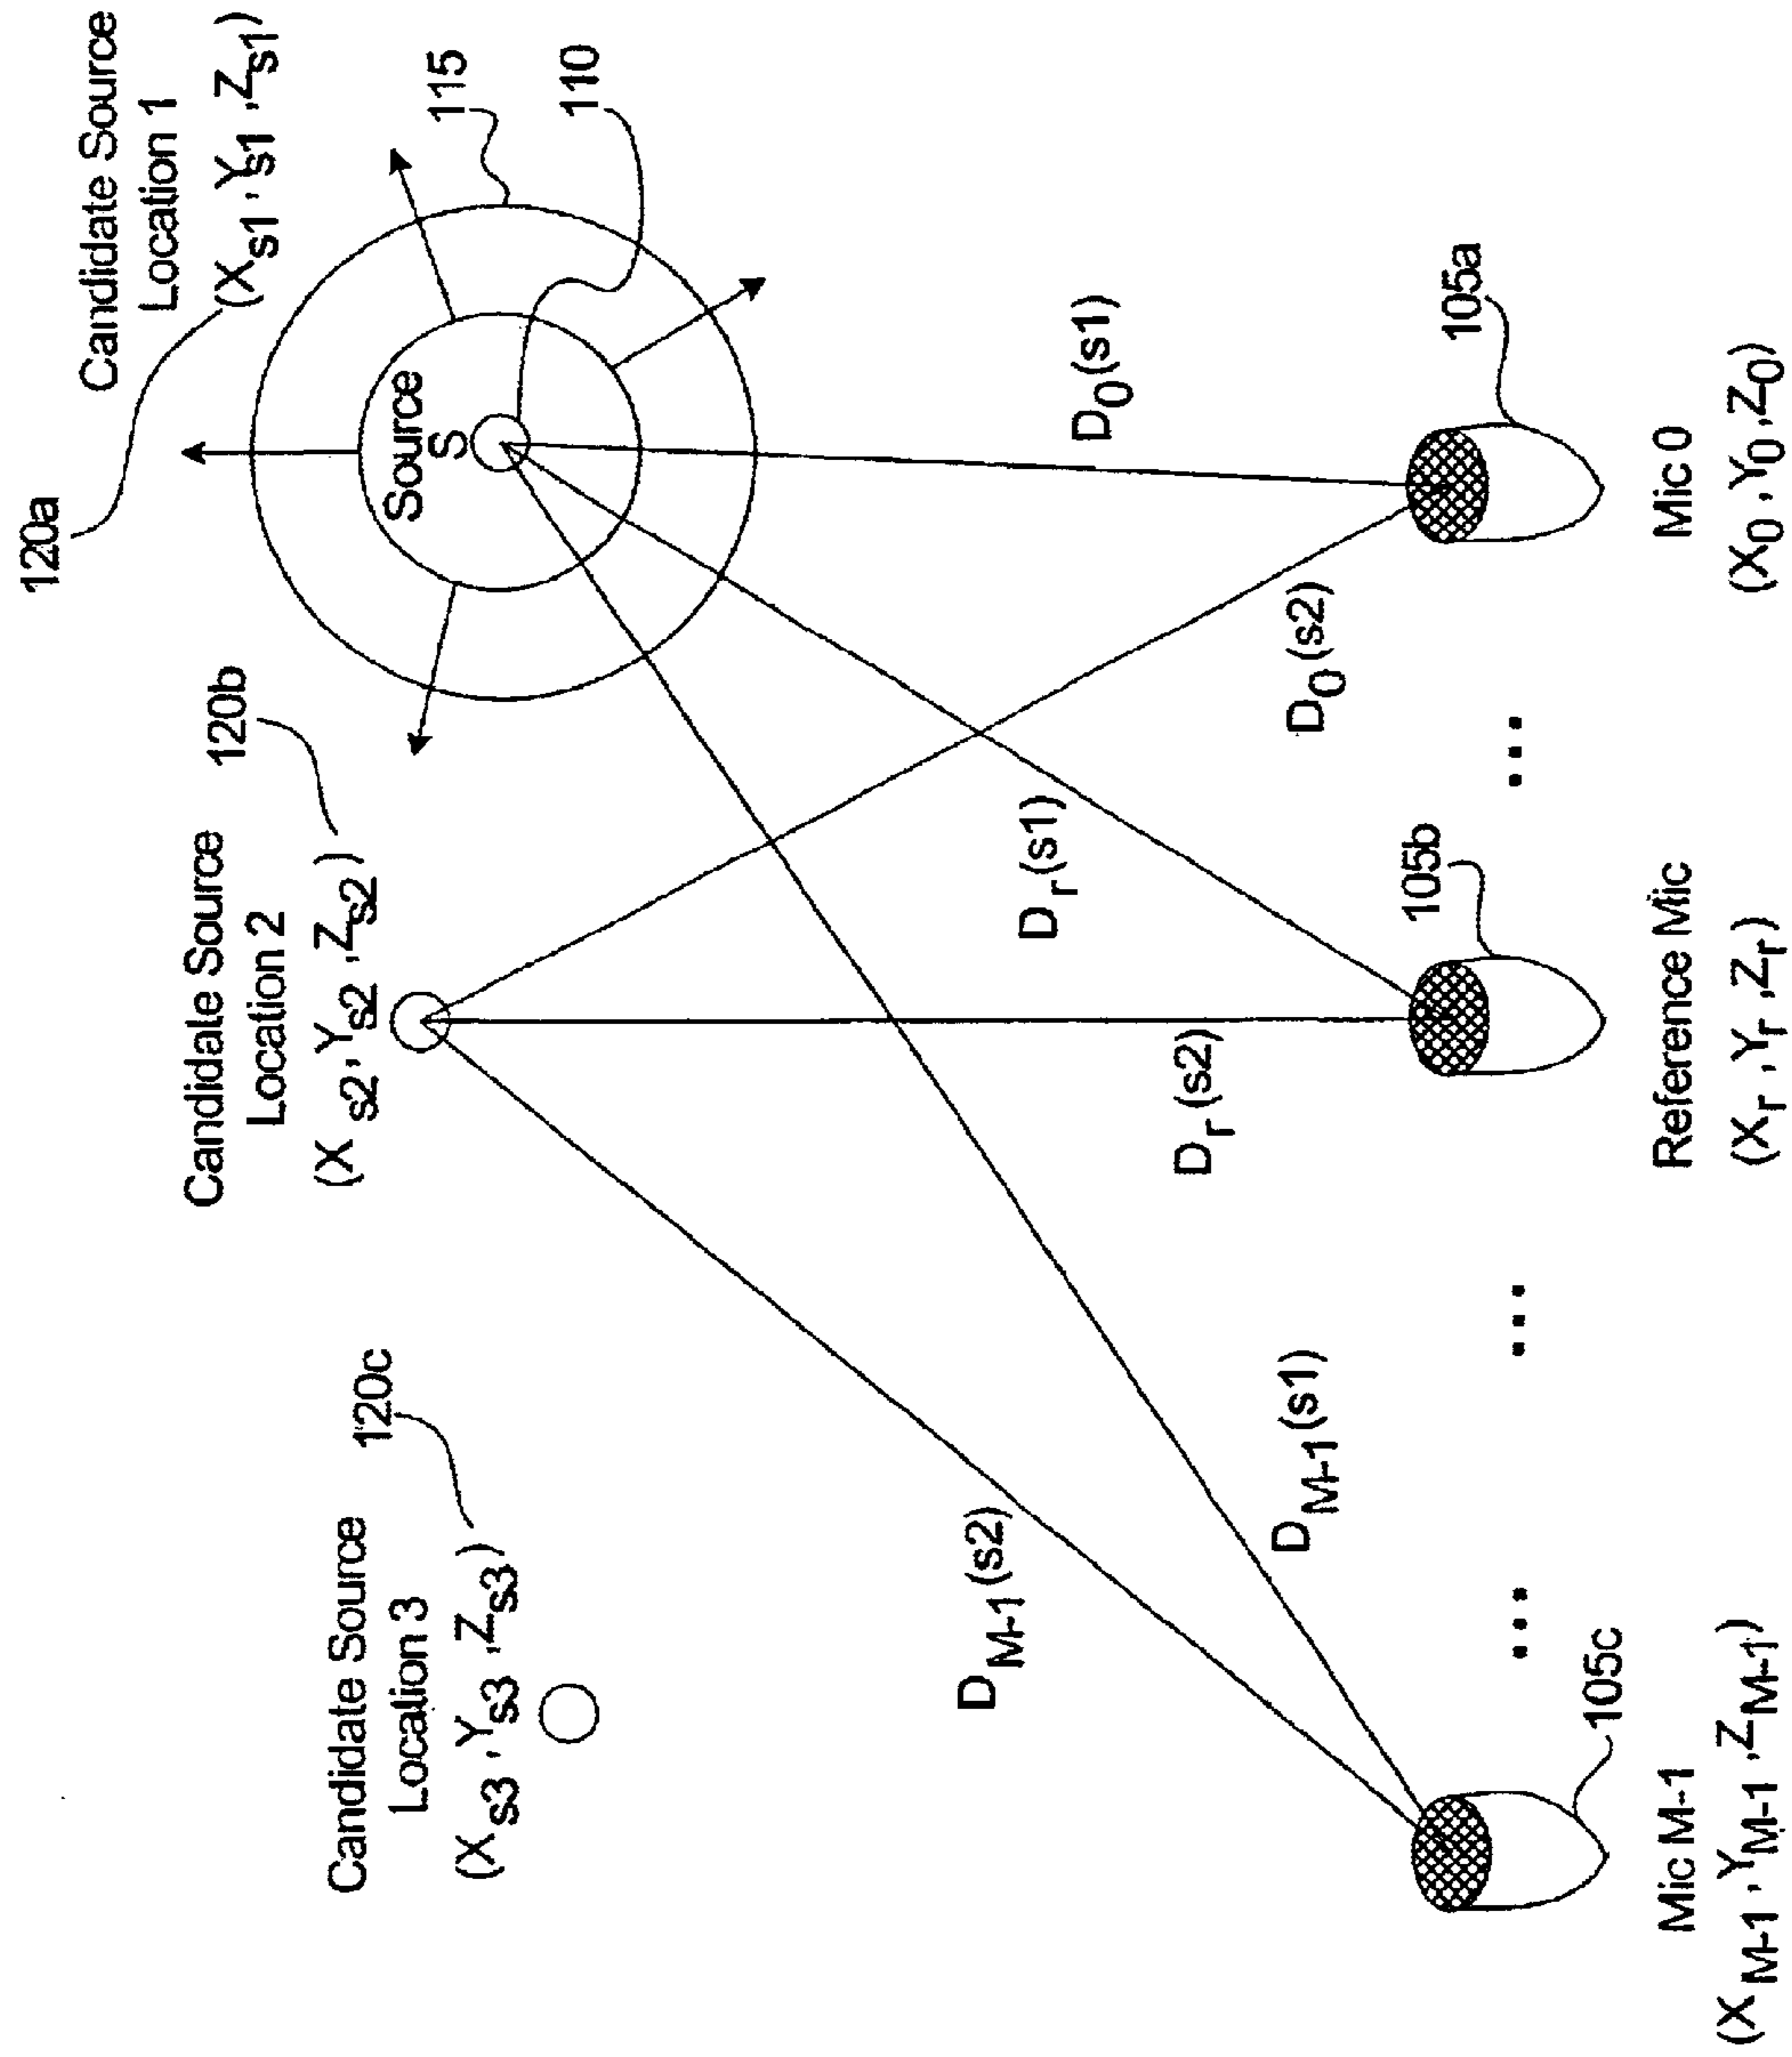 120a
Candidate Source
Location 1
(Xs1, Ys1, Zs1)
115
110
Source
S
120b
Candidate Source
Location 2
(Xs2, Ys2, Zs2)
120c
Candidate Source
Location 3
(Xs3, Ys3, Zs3)
DM-1(s2)
Dr(s1)
D0(s1)
Dr(s2)
D0(s2)
DM-1(s1)
105c
...
...
105b
...
105a
Mic M-1
(XM-1, YM-1, ZM-1)
Reference Mic
(Xr, Yr, Zr)
Mic 0
(X0, Y0, Z0)